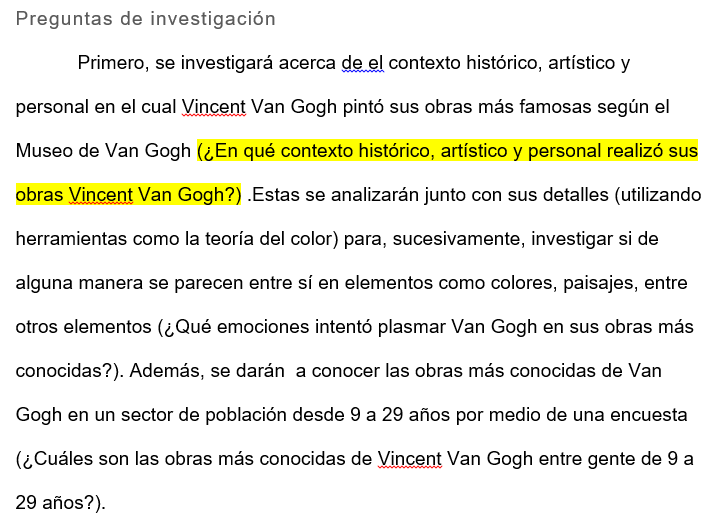 Preguntas de investigación
Primero, se investigará acerca de el contexto histórico, artístico y
personal en el cual Vincent Van Gogh pintó sus obras más famosas según el
Museo de Van Gogh (¿En qué contexto histórico, artístico y personal realizó sus
obras Vincent Van Gogh?) .Estas se analizarán junto con sus detalles (utilizando
herramientas como la teoría del color) para, sucesivamente, investigar si de
alguna manera se parecen entre sí en elementos como colores, paisajes, entre
otros elementos (¿Qué emociones intentó plasmar Van Gogh en sus obras más
conocidas?). Además, se darán  a conocer las obras más conocidas de Van
Gogh en un sector de población desde 9 a 29 años por medio de una encuesta
(¿Cuáles son las obras más conocidas de Vincent Van Gogh entre gente de 9 a
29 años?).